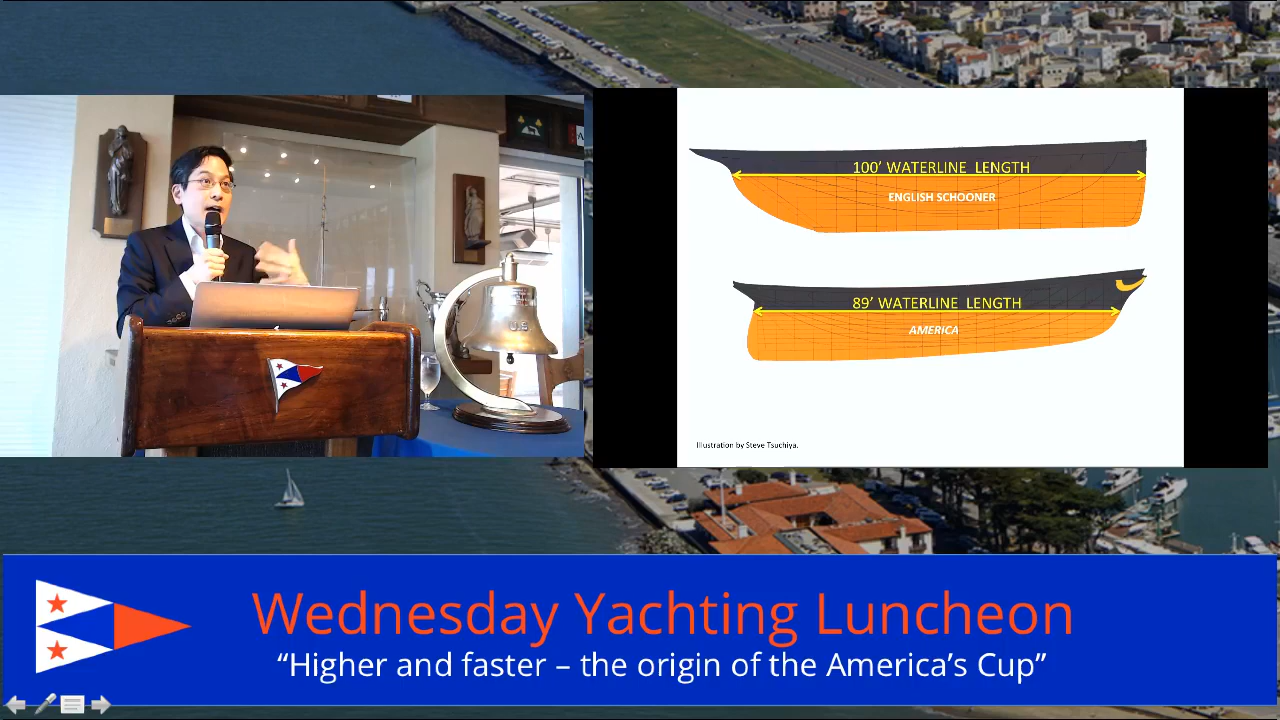 100' WATERLINE LENGTH
ENGLISH SCHOONER
89' WATERLINE LENGTH
AMERICA
Illustration by Steve Tsuchiya.
U.S
Wednesday Yachting Luncheon
“Higher and faster – the origin of the America’s Cup”